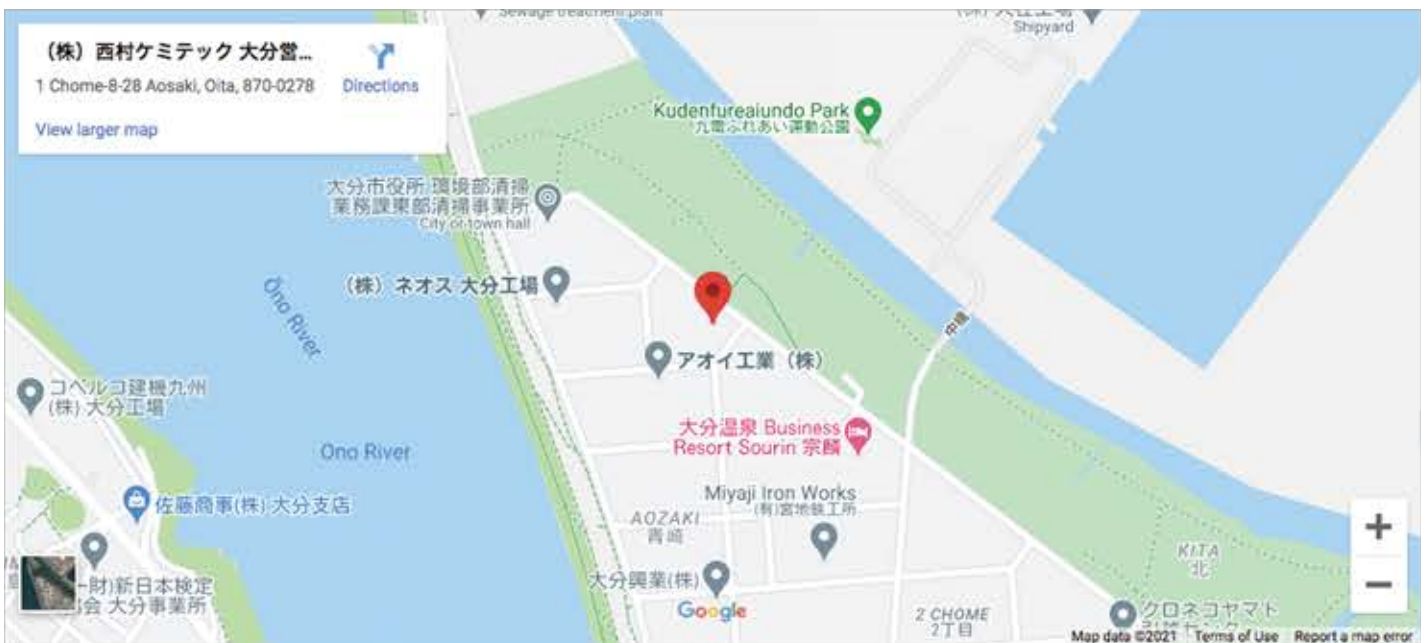 Sewage treatment plant
Shipyard
(株) 西村ケミテック 大分営...
1 Chome-8-28 Aosaki, Oita, 870-0278
Directions
View larger map
Kudenfureaiundo Park
九電ふれあい運動公園
大分市役所 環境部清掃
業務課東部清掃事業所
City or town hall
(株) ネオス 大分工場
Ōno River
中橋
アオイ工業 (株)
コベルコ建機九州
(株) 大分工場
大分温泉 Business
Resort Sourin 宗麟
Ono River
佐藤商事(株) 大分支店
Miyaji Iron Works
(有)宮地鉄工所
AOZAKI
青崎
KITA
北
一財)新日本検定
会 大分事業所
大分興業(株)
Google
2 CHOME
2丁目
クロネコヤマト
+
−
Map data ©2021 Terms of Use Report a map error